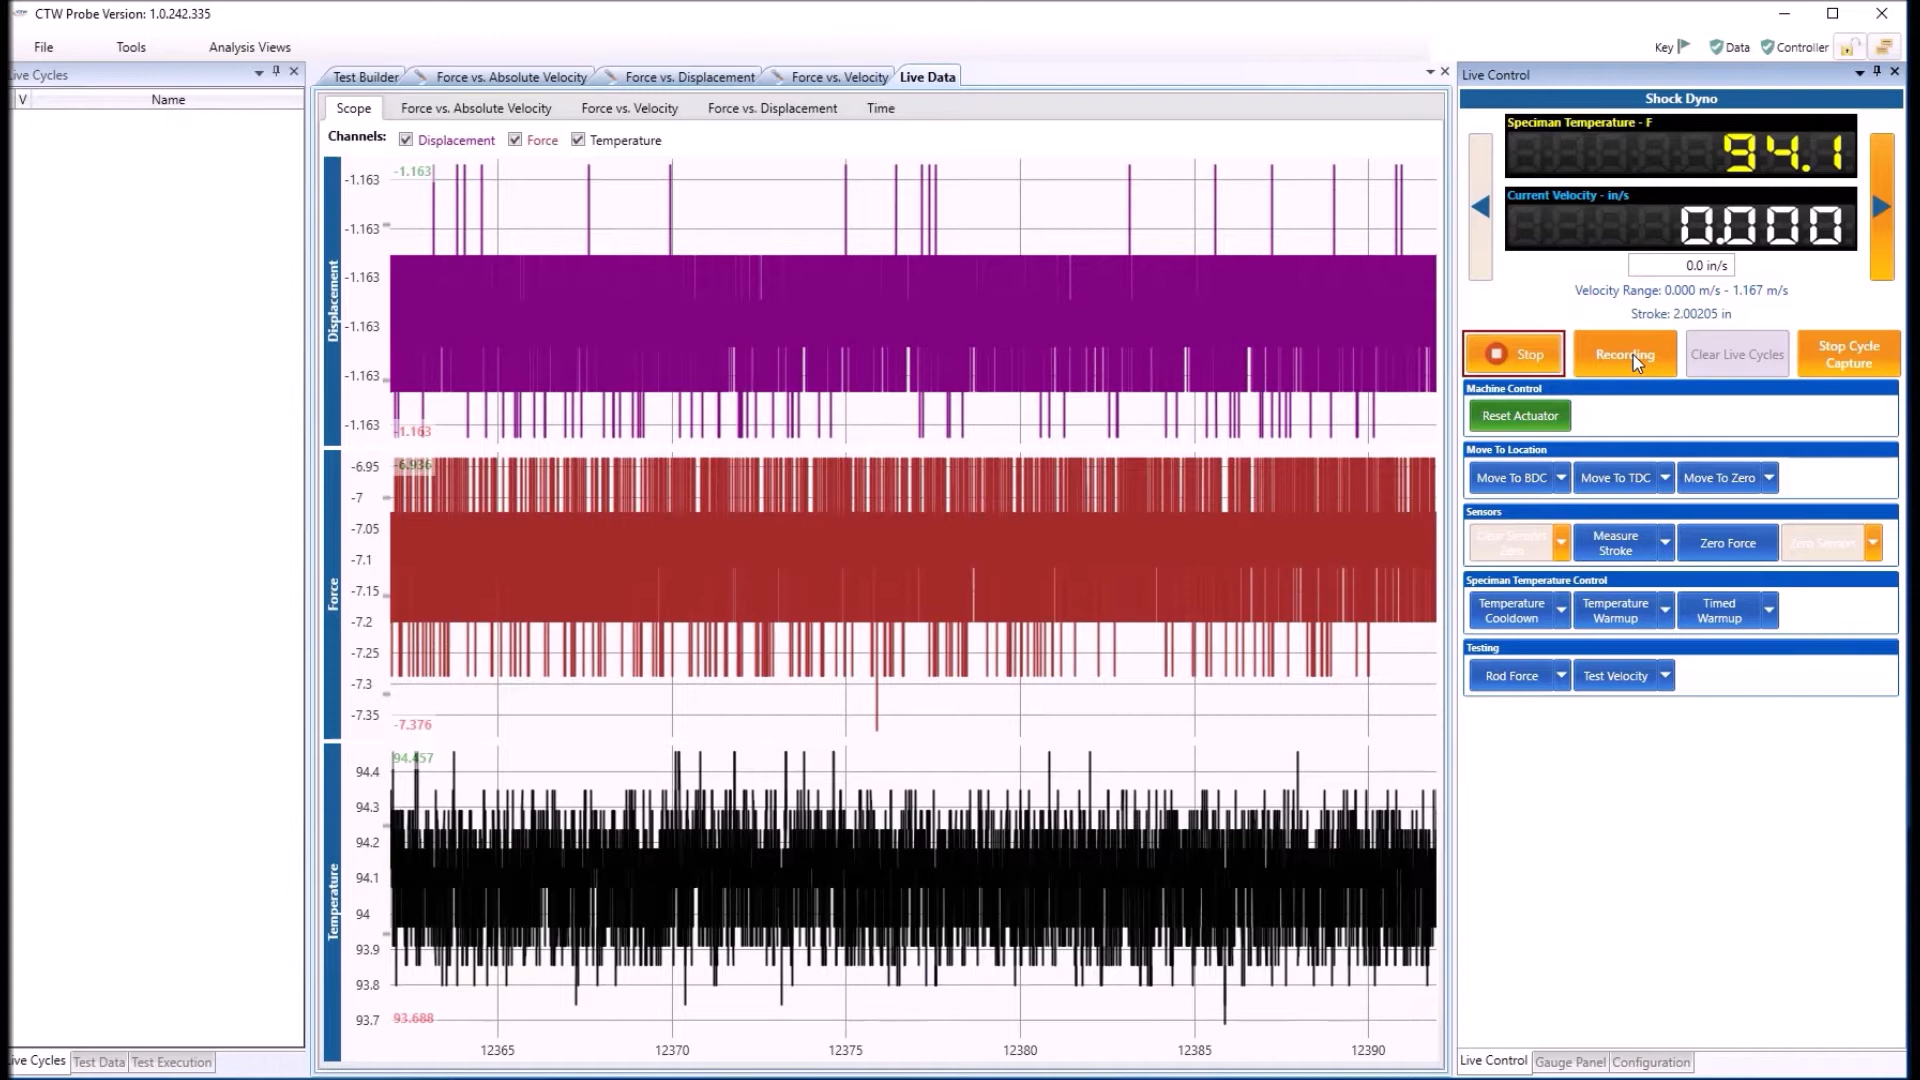 CTW Probe Version: 1.0.242.335
File Tools Analysis Views
Key Data Controller
ive Cycles
V Name
Test Builder Force vs. Absolute Velocity Force vs. Displacement Force vs. Velocity Live Data
Scope Force vs. Absolute Velocity Force vs. Velocity Force vs. Displacement Time
Channels: Displacement Force Temperature
Displacement
-1.163
-1.163
-1.163
-1.163
-1.163
-1.163
-1.163
-1.163
Force
-6.936
-6.95
-7
-7.05
-7.1
-7.15
-7.2
-7.25
-7.3
-7.35
-7.376
Temperature
94.457
94.4
94.3
94.2
94.1
94
93.9
93.8
93.7
93.688
12365 12370 12375 12380 12385 12390
ive Cycles Test Data Test Execution
Live Control
Shock Dyno
Speciman Temperature - F
94.1
Current Velocity - in/s
0.000
0.0 in/s
Velocity Range: 0.000 m/s - 1.167 m/s
Stroke: 2.00205 in
Stop
Recording
Clear Live Cycles
Stop Cycle
Capture
Machine Control
Reset Actuator
Move To Location
Move To BDC Move To TDC Move To Zero
Sensors
Clear Sensors
Zero
Measure
Stroke
Zero Force
Zero Sensors
Speciman Temperature Control
Temperature
Cooldown
Temperature
Warmup
Timed
Warmup
Testing
Rod Force Test Velocity
Live Control Gauge Panel Configuration